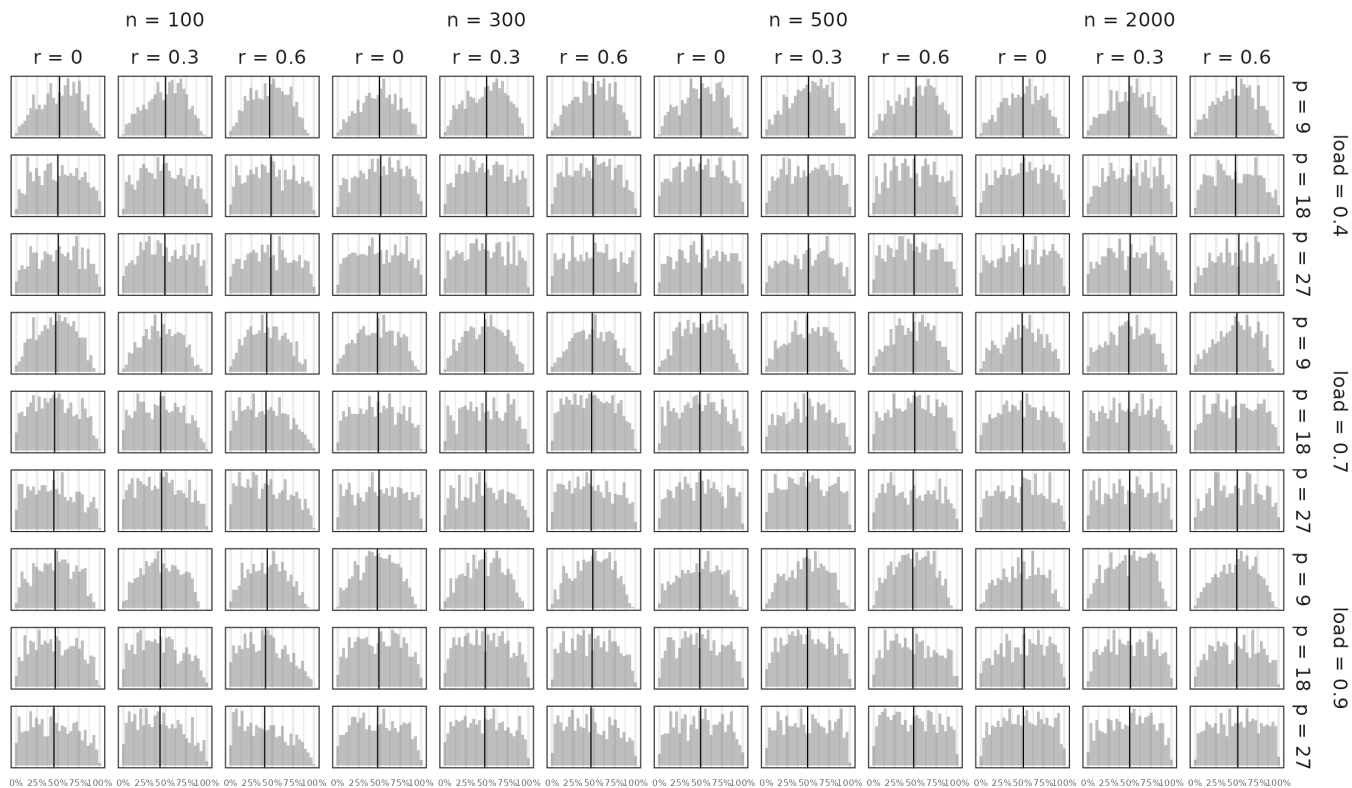 n = 100 n = 300 n = 500 n = 2000
r = 0 r = 0.3 r = 0.6 r = 0 r = 0.3 r = 0.6 r = 0 r = 0.3 r = 0.6 r = 0 r = 0.3 r = 0.6
p = 9
p = 18
p = 27
load = 0.4
p = 9
p = 18
p = 27
load = 0.7
p = 9
p = 18
p = 27
load = 0.9
0% 25% 50% 75% 100% 0% 25% 50% 75% 100% 0% 25% 50% 75% 100% 0% 25% 50% 75% 100% 0% 25% 50% 75% 100% 0% 25% 50% 75% 100% 0% 25% 50% 75% 100% 0% 25% 50% 75% 100% 0% 25% 50% 75% 100% 0% 25% 50% 75% 100% 0% 25% 50% 75% 100% 0% 25% 50% 75% 100%